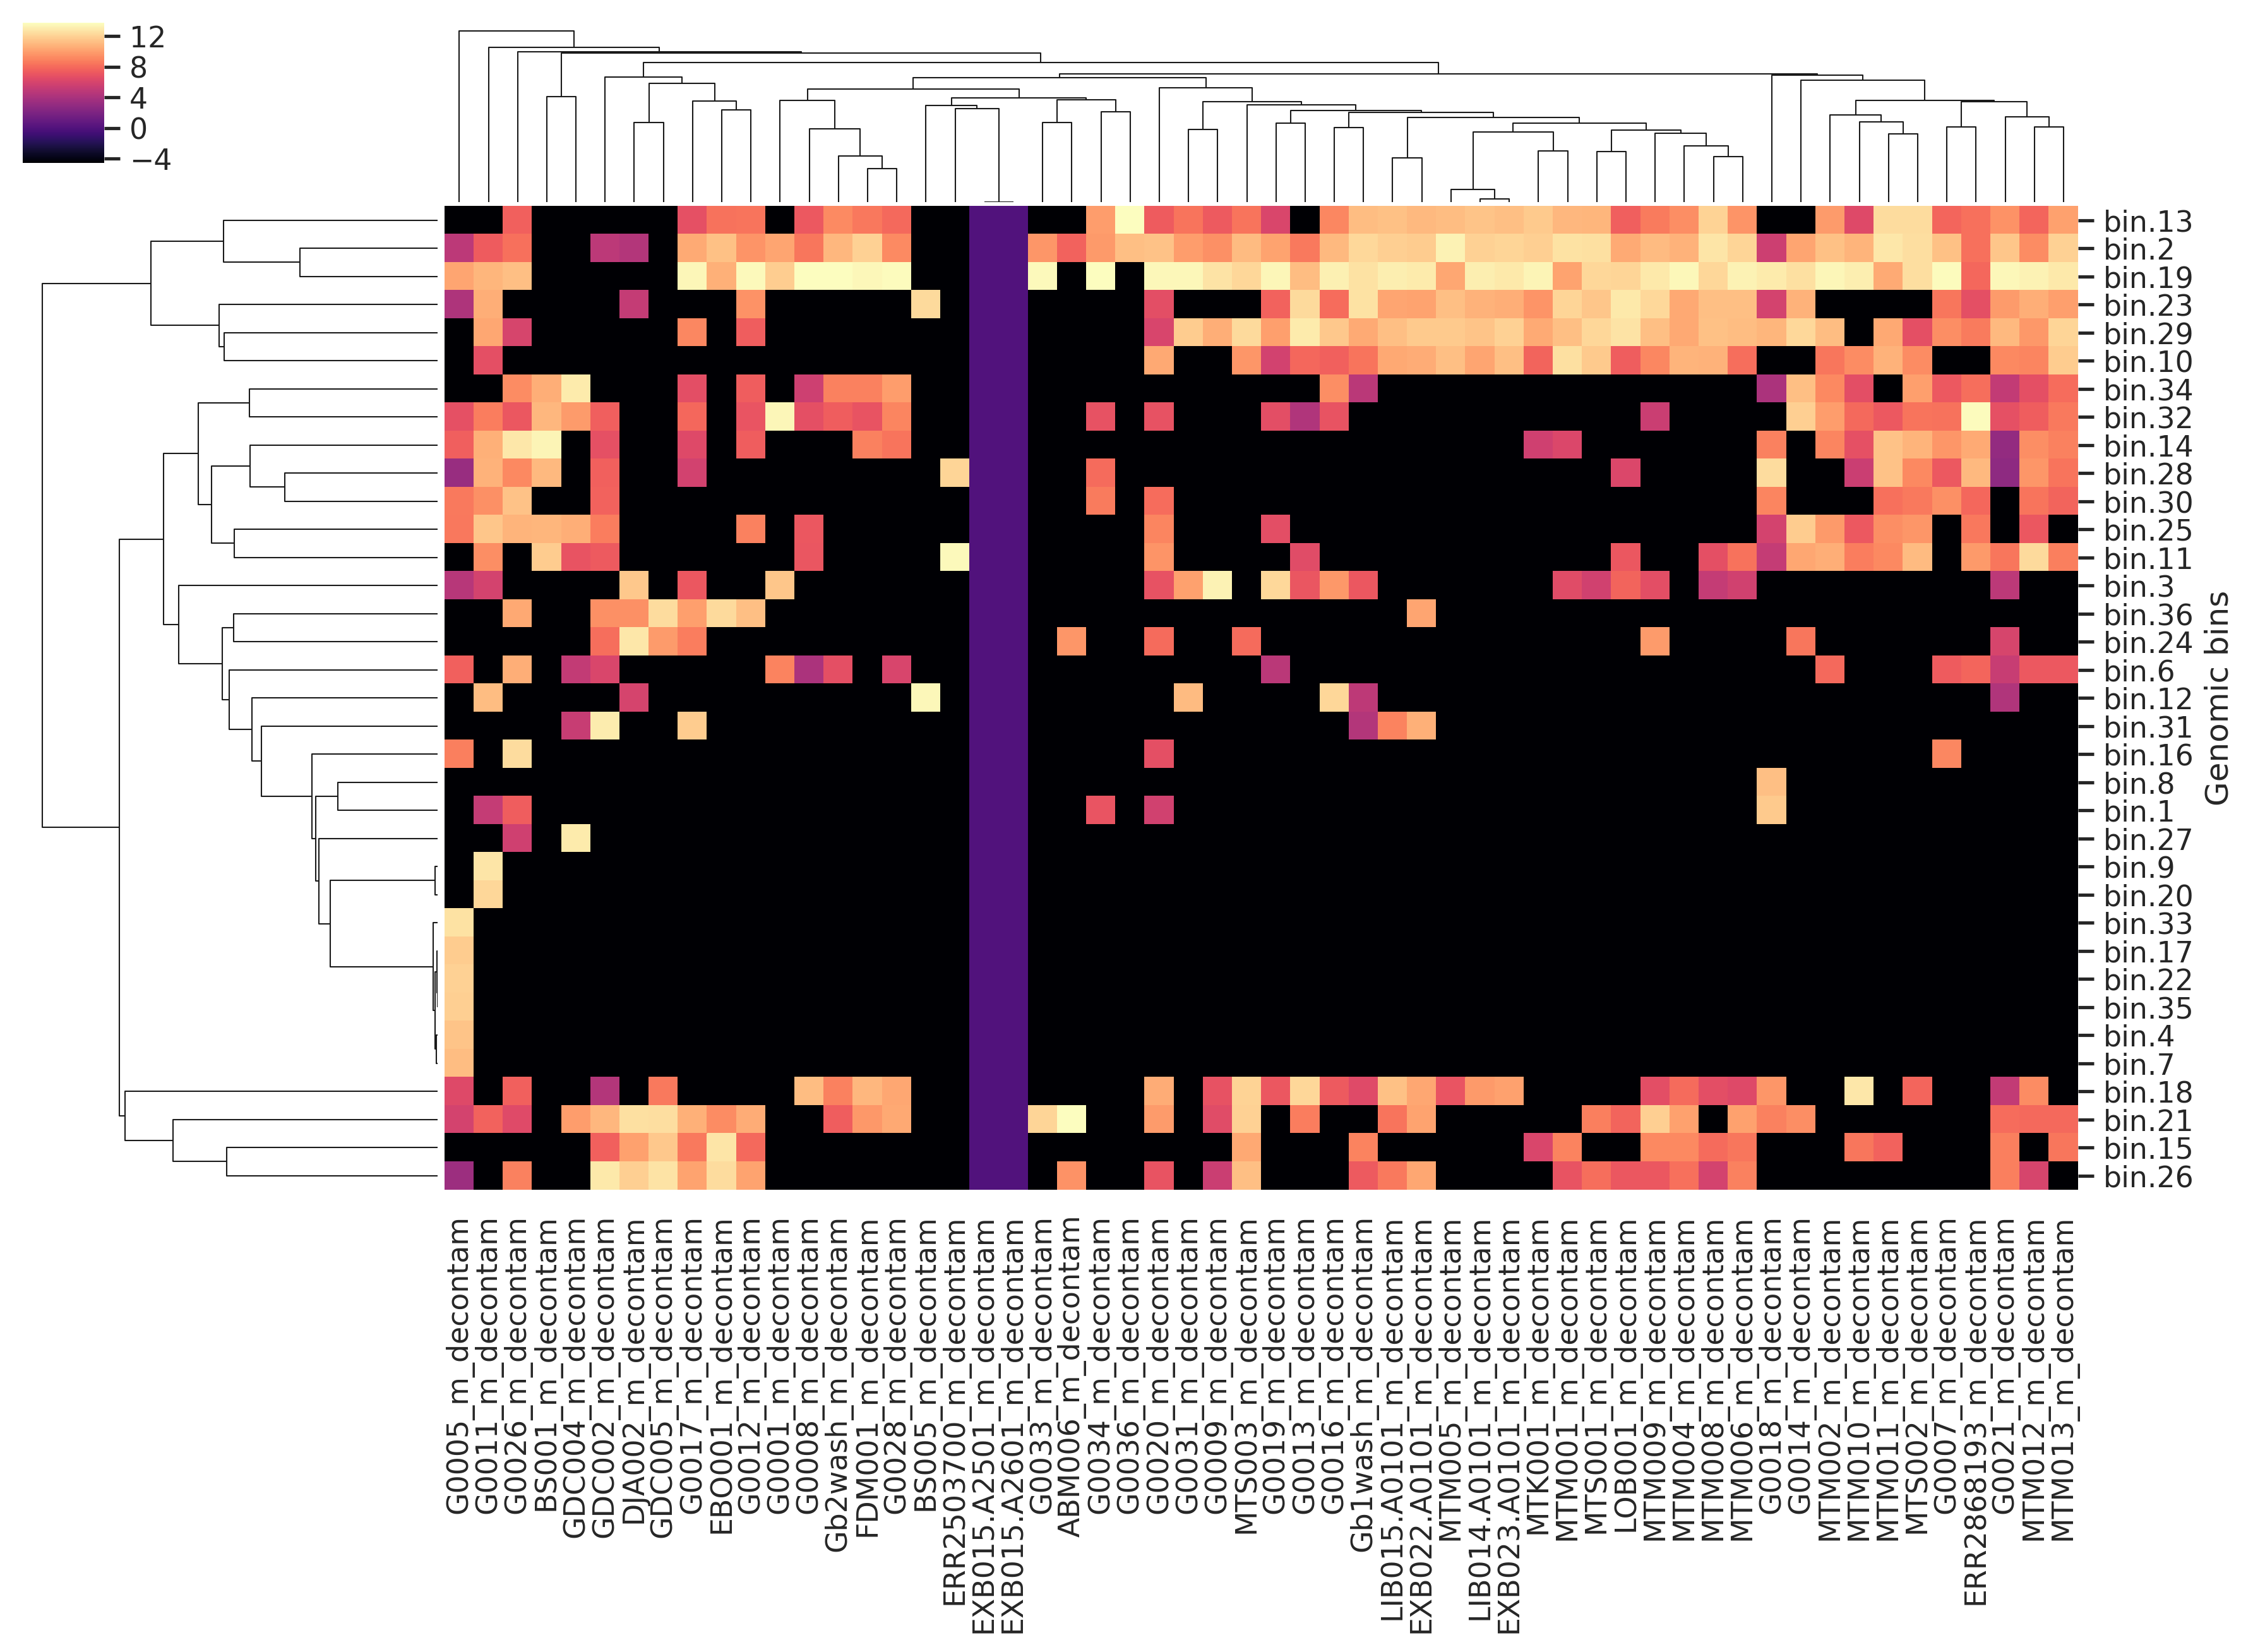 12
8
4
0
−4
bin.13
bin.2
bin.19
bin.23
bin.29
bin.10
bin.34
bin.32
bin.14
bin.28
bin.30
bin.25
bin.11
bin.3
bin.36
bin.24
bin.6
bin.12
bin.31
bin.16
bin.8
bin.1
bin.27
bin.9
bin.20
bin.33
bin.17
bin.22
bin.35
bin.4
bin.7
bin.18
bin.21
bin.15
bin.26
Genomic bins
G0005_m_decontam
G0011_m_decontam
G0026_m_decontam
BS001_m_decontam
GDC004_m_decontam
GDC002_m_decontam
DJA002_m_decontam
GDC005_m_decontam
G0017_m_decontam
EBO001_m_decontam
G0012_m_decontam
G0001_m_decontam
G0008_m_decontam
Gb2wash_m_decontam
FDM001_m_decontam
G0028_m_decontam
BS005_m_decontam
ERR2503700_m_decontam
EXB015.A2501_m_decontam
EXB015.A2601_m_decontam
G0033_m_decontam
ABM006_m_decontam
G0034_m_decontam
G0036_m_decontam
G0020_m_decontam
G0031_m_decontam
G0009_m_decontam
MTS003_m_decontam
G0019_m_decontam
G0013_m_decontam
G0016_m_decontam
Gb1wash_m_decontam
LIB015.A0101_m_decontam
EXB022.A0101_m_decontam
MTM005_m_decontam
LIB014.A0101_m_decontam
EXB023.A0101_m_decontam
MTK001_m_decontam
MTM001_m_decontam
MTS001_m_decontam
LOB001_m_decontam
MTM009_m_decontam
MTM004_m_decontam
MTM008_m_decontam
MTM006_m_decontam
G0018_m_decontam
G0014_m_decontam
MTM002_m_decontam
MTM010_m_decontam
MTM011_m_decontam
MTS002_m_decontam
G0007_m_decontam
ERR2868193_m_decontam
G0021_m_decontam
MTM012_m_decontam
MTM013_m_decontam